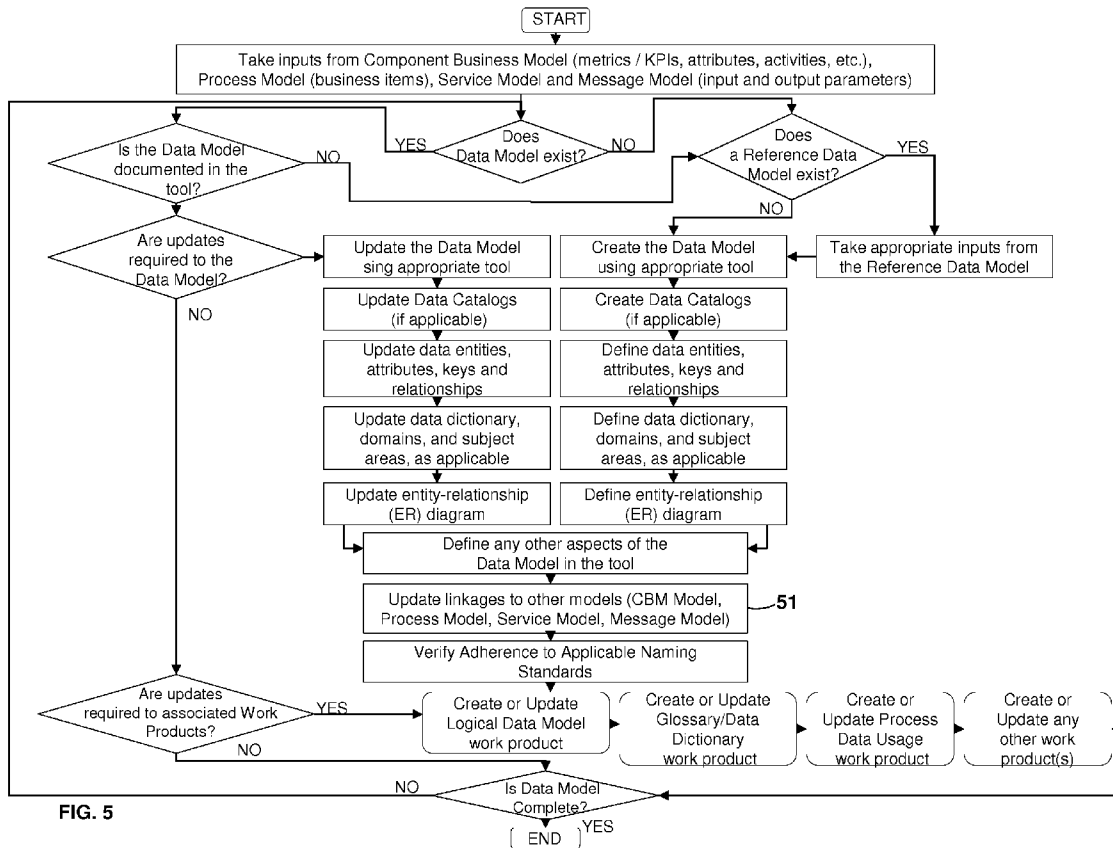 START
Take inputs from Component Business Model (metrics / KPIs, attributes, activities, etc.),
Process Model (business items), Service Model and Message Model (input and output parameters)
Is the Data Model
documented in the
tool?
YES
NO
Does
Data Model exist?
NO
Does
a Reference Data
Model exist?
YES
NO
Are updates
required to the
Data Model?
NO
Update the Data Model
sing appropriate tool
Create the Data Model
using appropriate tool
Take appropriate inputs from
the Reference Data Model
Update Data Catalogs
(if applicable)
Create Data Catalogs
(if applicable)
Update data entities,
attributes, keys and
relationships
Define data entities,
attributes, keys and
relationships
Update data dictionary,
domains, and subject
areas, as applicable
Define data dictionary,
domains, and subject
areas, as applicable
Update entity-relationship
(ER) diagram
Define entity-relationship
(ER) diagram
Define any other aspects of the
Data Model in the tool
Update linkages to other models (CBM Model,
Process Model, Service Model, Message Model)
51
Verify Adherence to Applicable Naming
Standards
Are updates
required to associated Work
Products?
YES
NO
Create or Update
Logical Data Model
work product
Create or Update
Glossary/Data
Dictionary
work product
Create or
Update Process
Data Usage
work product
Create or
Update any
other work
product(s)
NO
Is Data Model
Complete?
YES
END
FIG. 5